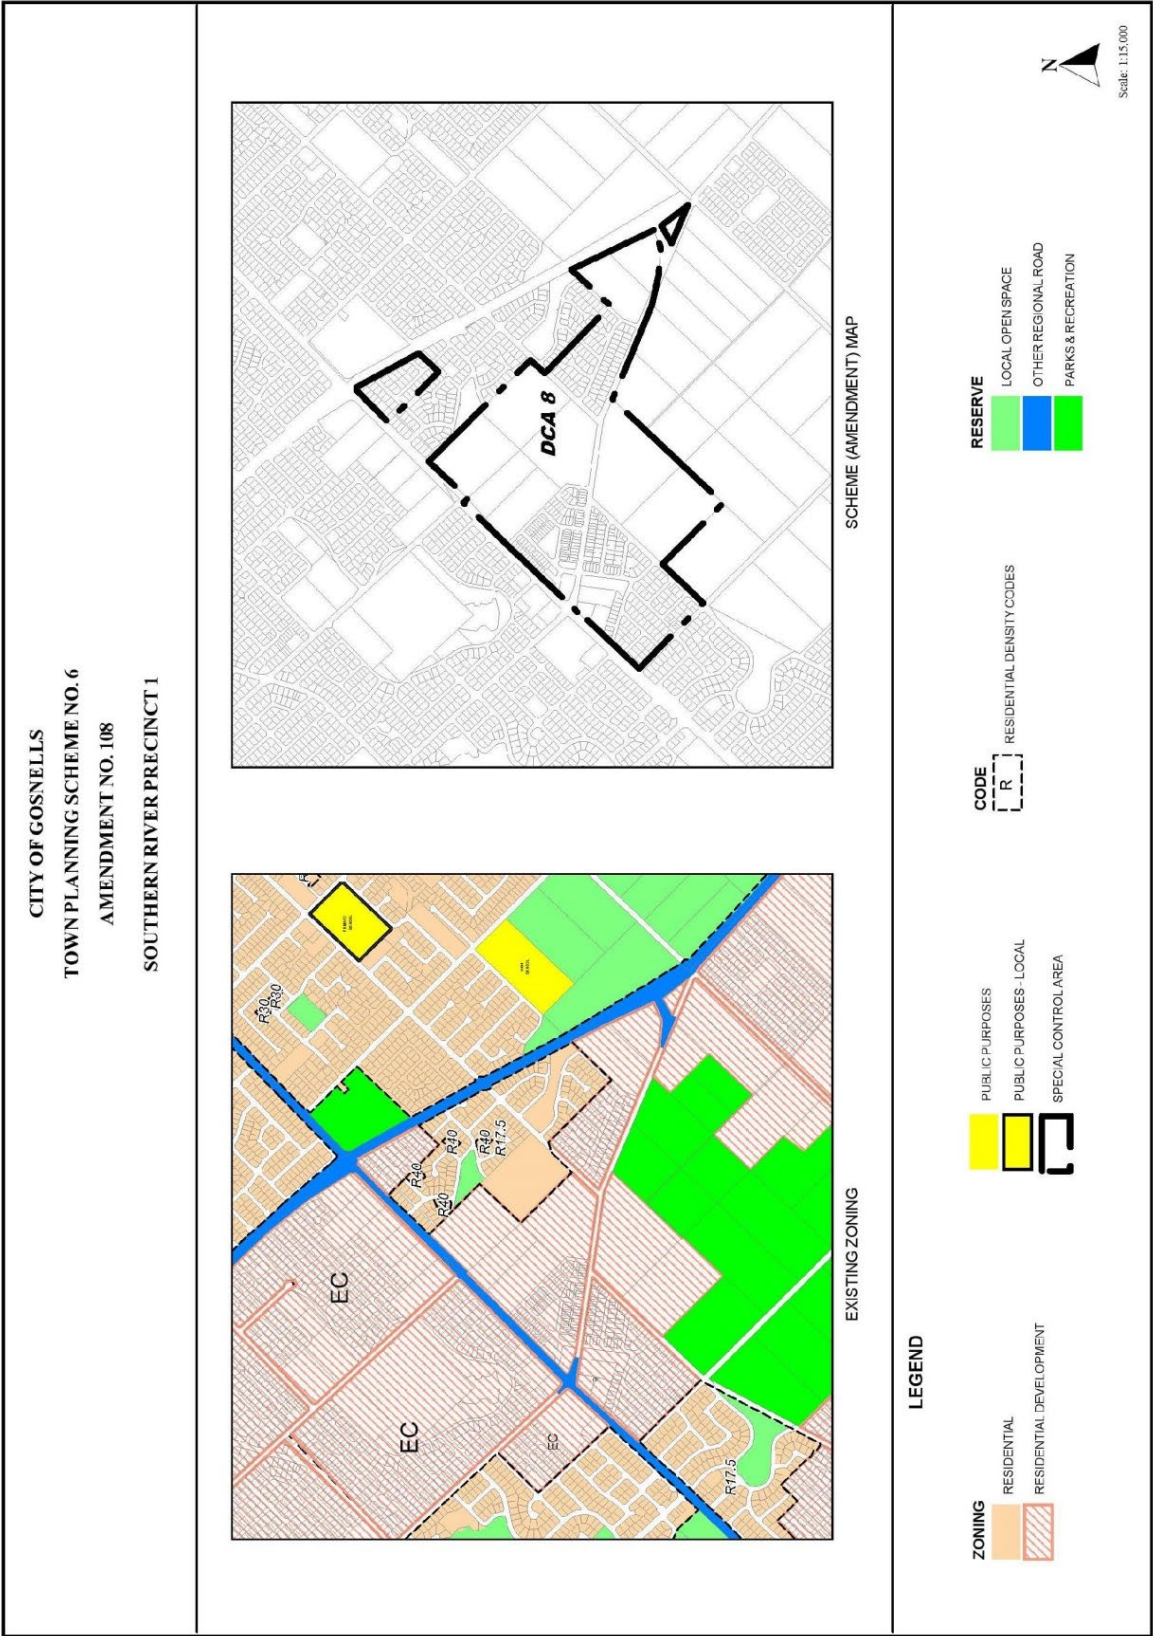 CITY OF GOSNELLS
TOWN PLANNING SCHEME NO. 6
AMENDMENT NO. 108
SOUTHERN RIVER PRECINCT 1
R30
R30
EC
EC
EC
R40
R40
R40
R40
R17.5
R17.5
EXISTING ZONING
DCA 8
SCHEME (AMENDMENT) MAP
LEGEND
ZONING
RESIDENTIAL
RESIDENTIAL DEVELOPMENT
PUBLIC PURPOSES
PUBLIC PURPOSES - LOCAL
SPECIAL CONTROL AREA
CODE
R
RESIDENTIAL DENSITY CODES
RESERVE
LOCAL OPEN SPACE
OTHER REGIONAL ROAD
PARKS & RECREATION
N
Scale: 1:15,000